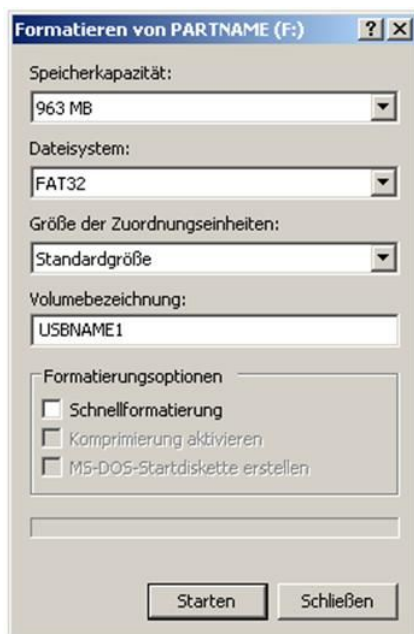 Formatieren von PARTNAME (F:)
Speicherkapazität:
963 MB
Dateisystem:
FAT32
Größe der Zuordnungseinheiten:
Standardgröße
Volumebezeichnung:
USBNAME1
Formatierungsoptionen
Schnellformatierung
Komprimierung aktivieren
MS-DOS-Startdiskette erstellen
Starten Schließen